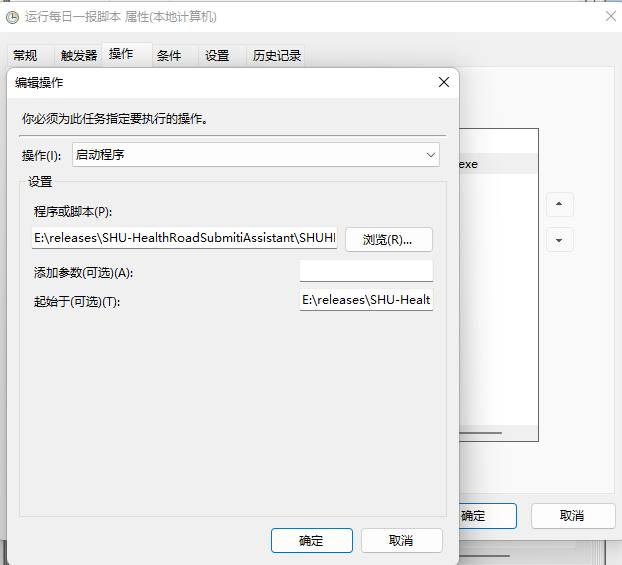 运行每日一报脚本 属性(本地计算机)
常规 触发器 操作 条件 设置 历史记录
编辑操作
你必须为此任务指定要执行的操作。
操作(I): 启动程序
exe
设置
程序或脚本(P):
E:\releases\SHU-HealthRoadSubmitiAssistant\SHUHI 浏览(R)...
添加参数(可选)(A):
起始于(可选)(T): E:\releases\SHU-Healt
确定 取消
确定 取消